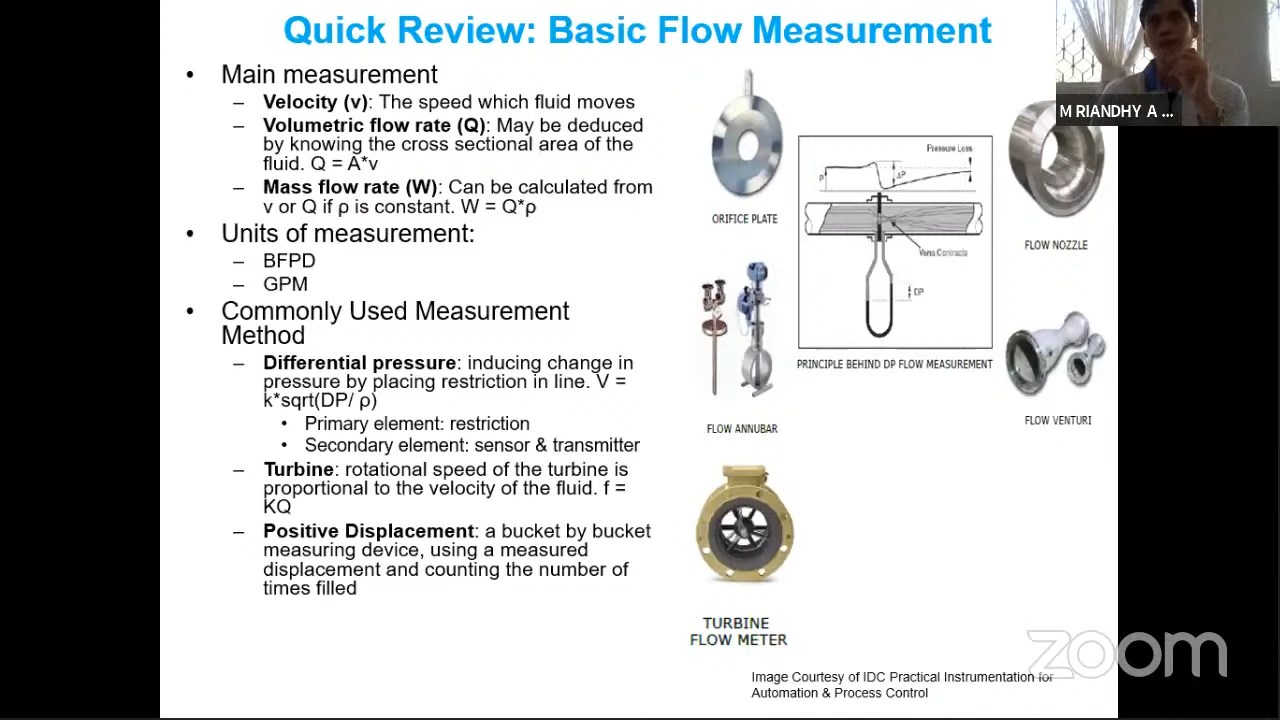 Quick Review: Basic Flow Measurement
• Main measurement
– Velocity (v): The speed which fluid moves
– Volumetric flow rate (Q): May be deduced
by knowing the cross sectional area of the
fluid. Q = A*v
– Mass flow rate (W): Can be calculated from
v or Q if ρ is constant. W = Q*ρ
• Units of measurement:
– BFPD
– GPM
• Commonly Used Measurement
Method
– Differential pressure: inducing change in
pressure by placing restriction in line. V =
k*sqrt(DP/ ρ)
• Primary element: restriction
• Secondary element: sensor & transmitter
– Turbine: rotational speed of the turbine is
proportional to the velocity of the fluid. f =
KQ
– Positive Displacement: a bucket by bucket
measuring device, using a measured
displacement and counting the number of
times filled
ORIFICE PLATE
Pressure Loss
P
ΔP
Vena Contracta
DP
PRINCIPLE BEHIND DP FLOW MEASUREMENT
FLOW NOZZLE
FLOW ANNUBAR
FLOW VENTURI
TURBINE
FLOW METER
Image Courtesy of IDC Practical Instrumentation for
Automation & Process Control
M RIANDHY A ...
zoom